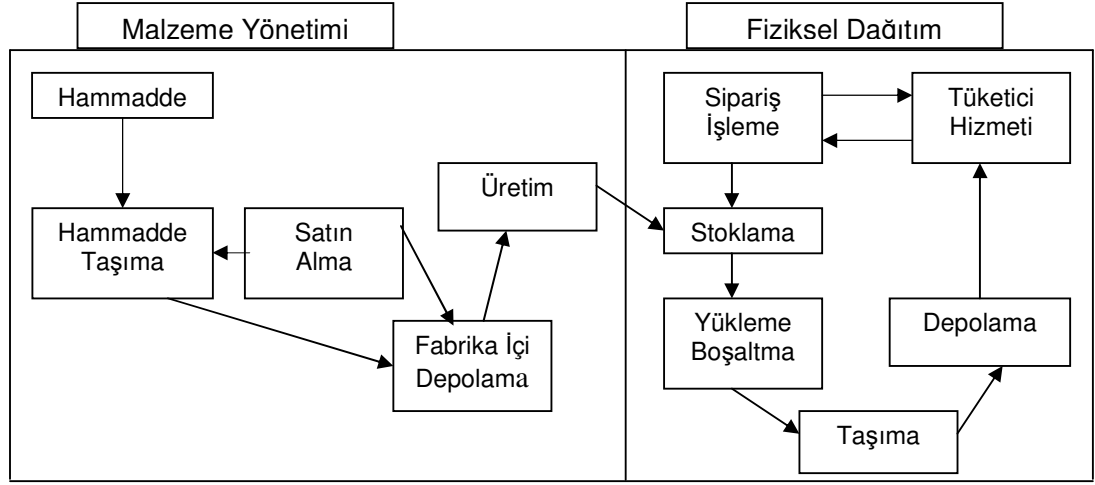 Malzeme Yönetimi
Fiziksel Dağıtım
Hammadde
Hammadde
Taşıma
Satın
Alma
Üretim
Fabrika İçi
Depolama
Sipariş
İşleme
Tüketici
Hizmeti
Stoklama
Yükleme
Boşaltma
Depolama
Taşıma